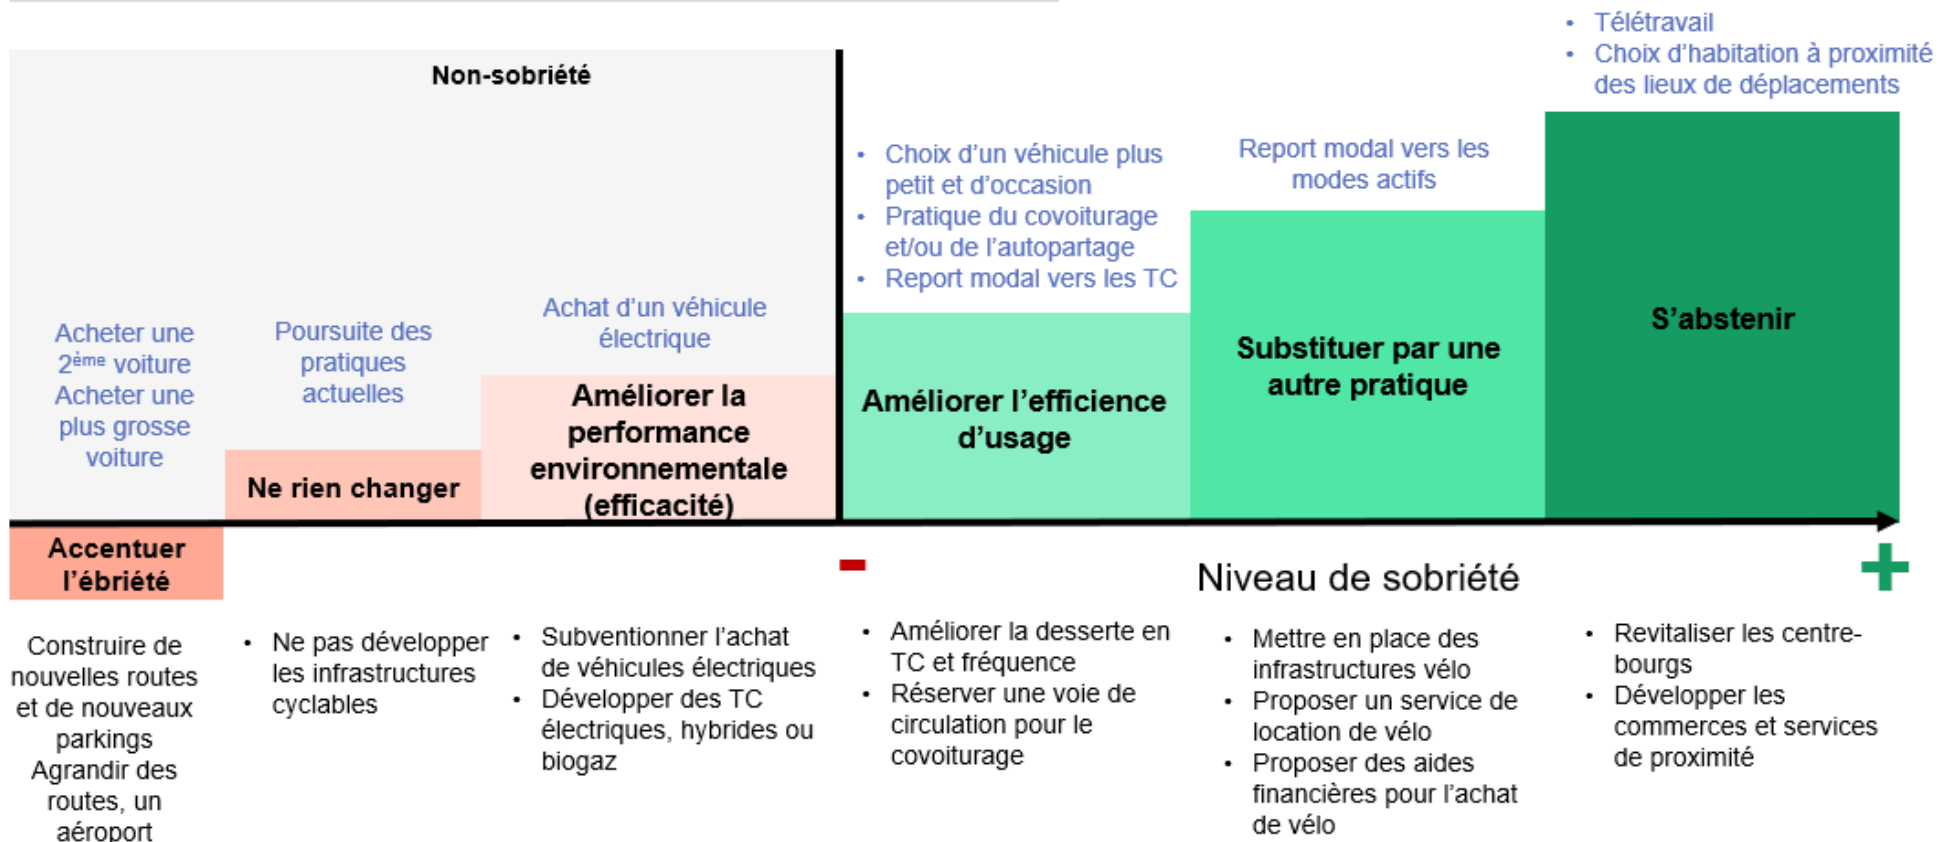 Non-sobriété
Acheter une
2ème voiture
Acheter une
plus grosse
voiture
Poursuite des
pratiques
actuelles
Achat d'un véhicule
électrique
• Choix d'un véhicule plus
petit et d'occasion
• Pratique du covoiturage
et/ou de l'autopartage
• Report modal vers les TC
Report modal vers les
modes actifs
• Télétravail
• Choix d'habitation à proximité
des lieux de déplacements
Accentuer
l'ébriété
Ne rien changer
Améliorer la
performance
environnementale
(efficacité)
Améliorer l'efficience
d'usage
Substituer par une
autre pratique
S'abstenir
-
Niveau de sobriété
+
Construire de
nouvelles routes
et de nouveaux
parkings
Agrandir des
routes, un
aéroport
• Ne pas développer
les infrastructures
cyclables
• Subventionner l'achat
de véhicules électriques
• Développer des TC
électriques, hybrides ou
biogaz
• Améliorer la desserte en
TC et fréquence
• Réserver une voie de
circulation pour le
covoiturage
• Mettre en place des
infrastructures vélo
• Proposer un service de
location de vélo
• Proposer des aides
financières pour l'achat
de vélo
• Revitaliser les centre-
bourgs
• Développer les
commerces et services
de proximité